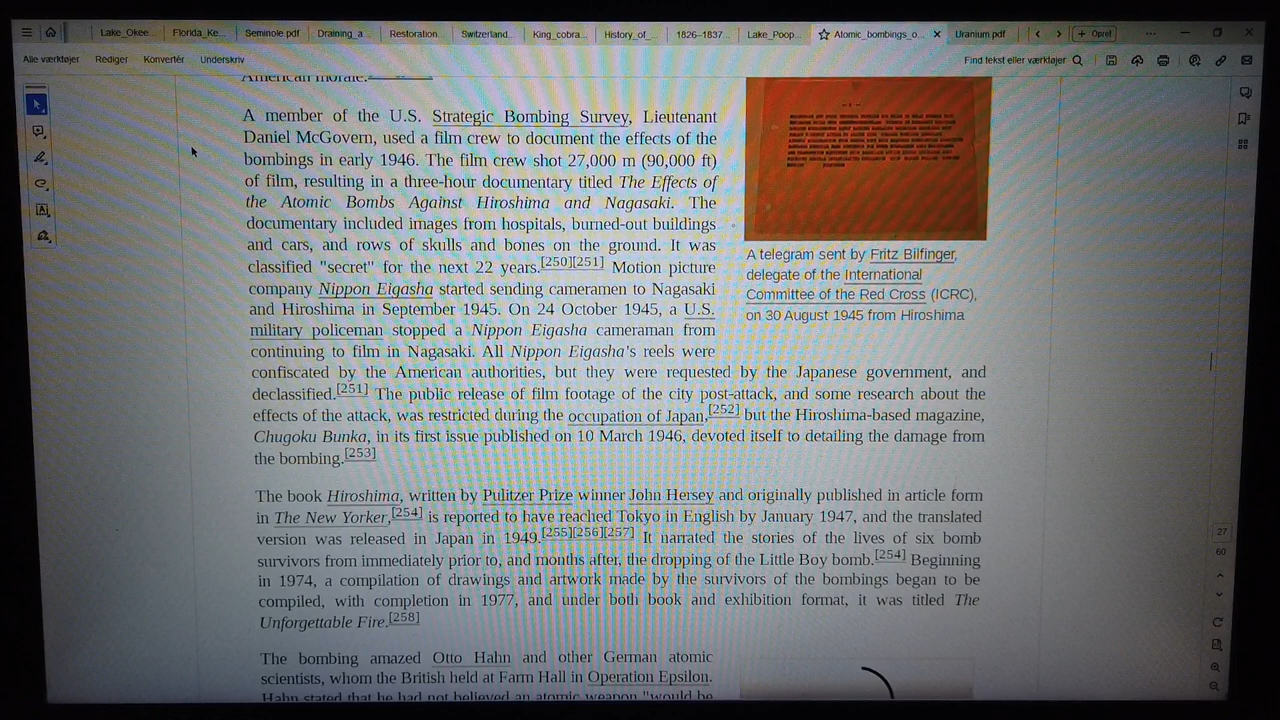 Lake_Okee...
Florida_Ke...
Seminole.pdf
Draining_a...
Restoration...
Switzerland...
King_cobra...
History_of_...
1826–1837...
Lake_Poop...
Atomic_bombings_o...
Uranium.pdf
Opret
Alle værktøjer
Rediger
Konvertér
Underskriv
Find tekst eller værktøjer
American morale.
A member of the U.S. Strategic Bombing Survey, Lieutenant
Daniel McGovern, used a film crew to document the effects of the
bombings in early 1946. The film crew shot 27,000 m (90,000 ft)
of film, resulting in a three-hour documentary titled The Effects of
the Atomic Bombs Against Hiroshima and Nagasaki. The
documentary included images from hospitals, burned-out buildings
and cars, and rows of skulls and bones on the ground. It was
classified "secret" for the next 22 years.[250][251] Motion picture
company Nippon Eigasha started sending cameramen to Nagasaki
and Hiroshima in September 1945. On 24 October 1945, a U.S.
military policeman stopped a Nippon Eigasha cameraman from
continuing to film in Nagasaki. All Nippon Eigasha's reels were
confiscated by the American authorities, but they were requested by the Japanese government, and
declassified.[251] The public release of film footage of the city post-attack, and some research about the
effects of the attack, was restricted during the occupation of Japan,[252] but the Hiroshima-based magazine,
Chugoku Bunka, in its first issue published on 10 March 1946, devoted itself to detailing the damage from
the bombing.[253]
A telegram sent by Fritz Bilfinger,
delegate of the International
Committee of the Red Cross (ICRC),
on 30 August 1945 from Hiroshima
The book Hiroshima, written by Pulitzer Prize winner John Hersey and originally published in article form
in The New Yorker,[254] is reported to have reached Tokyo in English by January 1947, and the translated
version was released in Japan in 1949.[255][256][257] It narrated the stories of the lives of six bomb
survivors from immediately prior to, and months after, the dropping of the Little Boy bomb.[254] Beginning
in 1974, a compilation of drawings and artwork made by the survivors of the bombings began to be
compiled, with completion in 1977, and under both book and exhibition format, it was titled The
Unforgettable Fire.[258]
The bombing amazed Otto Hahn and other German atomic
scientists, whom the British held at Farm Hall in Operation Epsilon.
Hahn stated that he had not believed an atomic weapon "would be
27
60